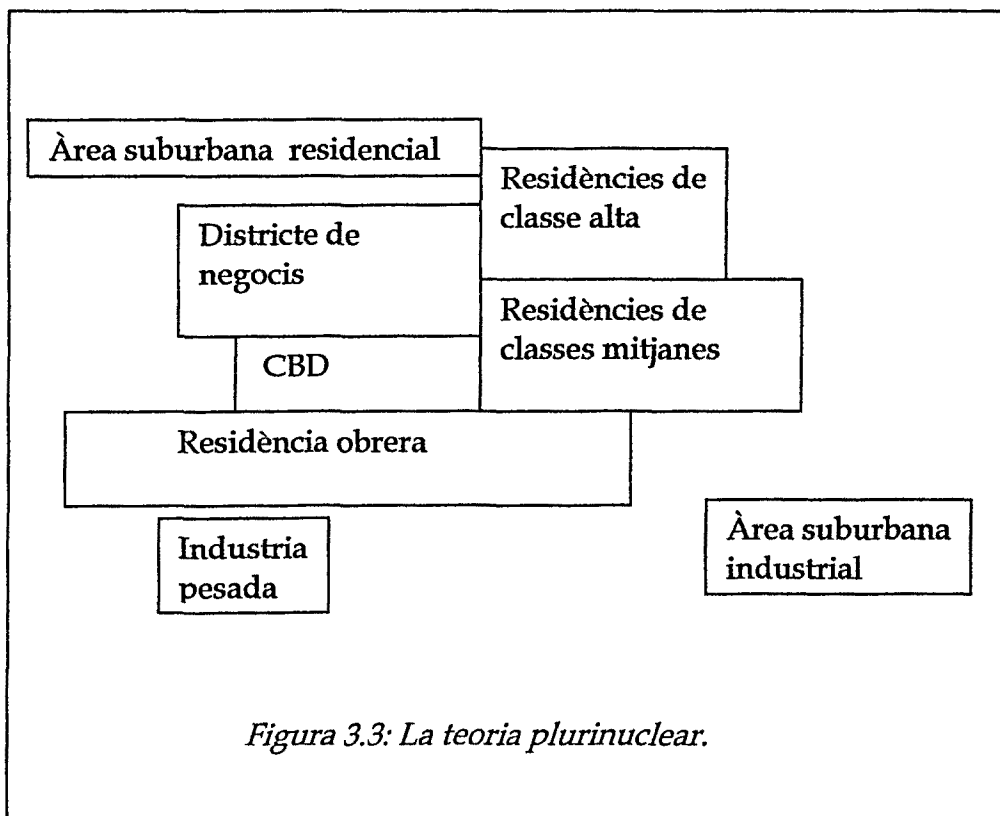 Àrea suburbana residencial
Residències de
classe alta
Districte de
negocis
Residències de
classes mitjanes
CBD
Residència obrera
Industria
pesada
Àrea suburbana
industrial
Figura 3.3: La teoria plurinuclear.